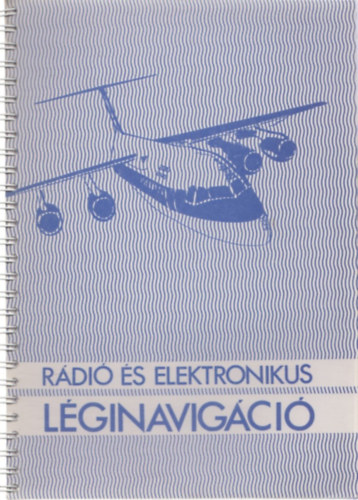 RÁDIÓ ÉS ELEKTRONIKUS
LÉGINAVIGÁCIÓ